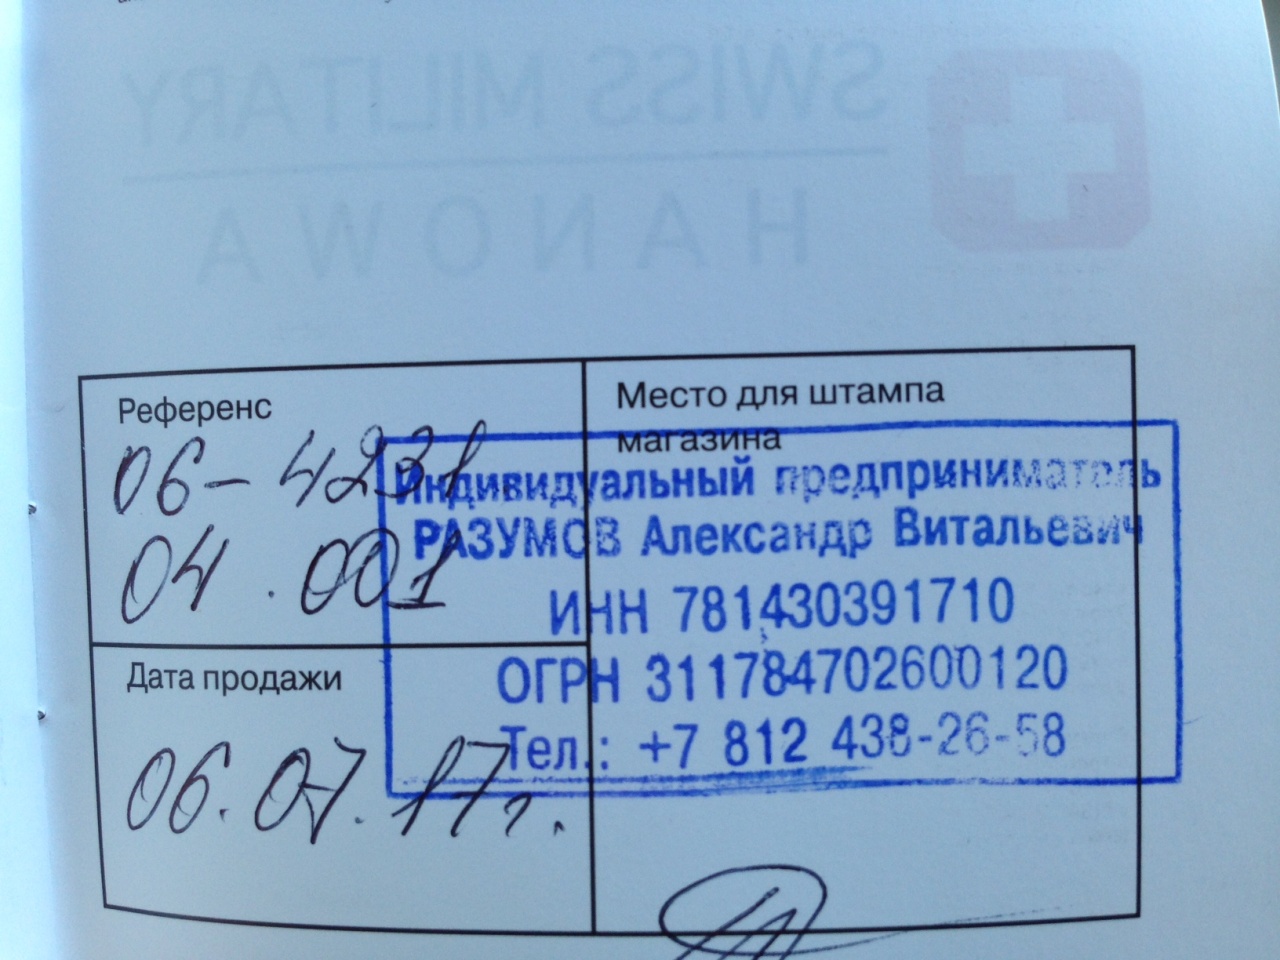 SWISS MILITARY
HANOWA
Референс
06-4231
04.001
Место для штампа
магазина
Индивидуальный предприниматель
РАЗУМОВ Александр Витальевич
ИНН 781430391710
ОГРН 311784702600120
Тел.: +7 812 438-26-58
Дата продажи
06.07.17г.